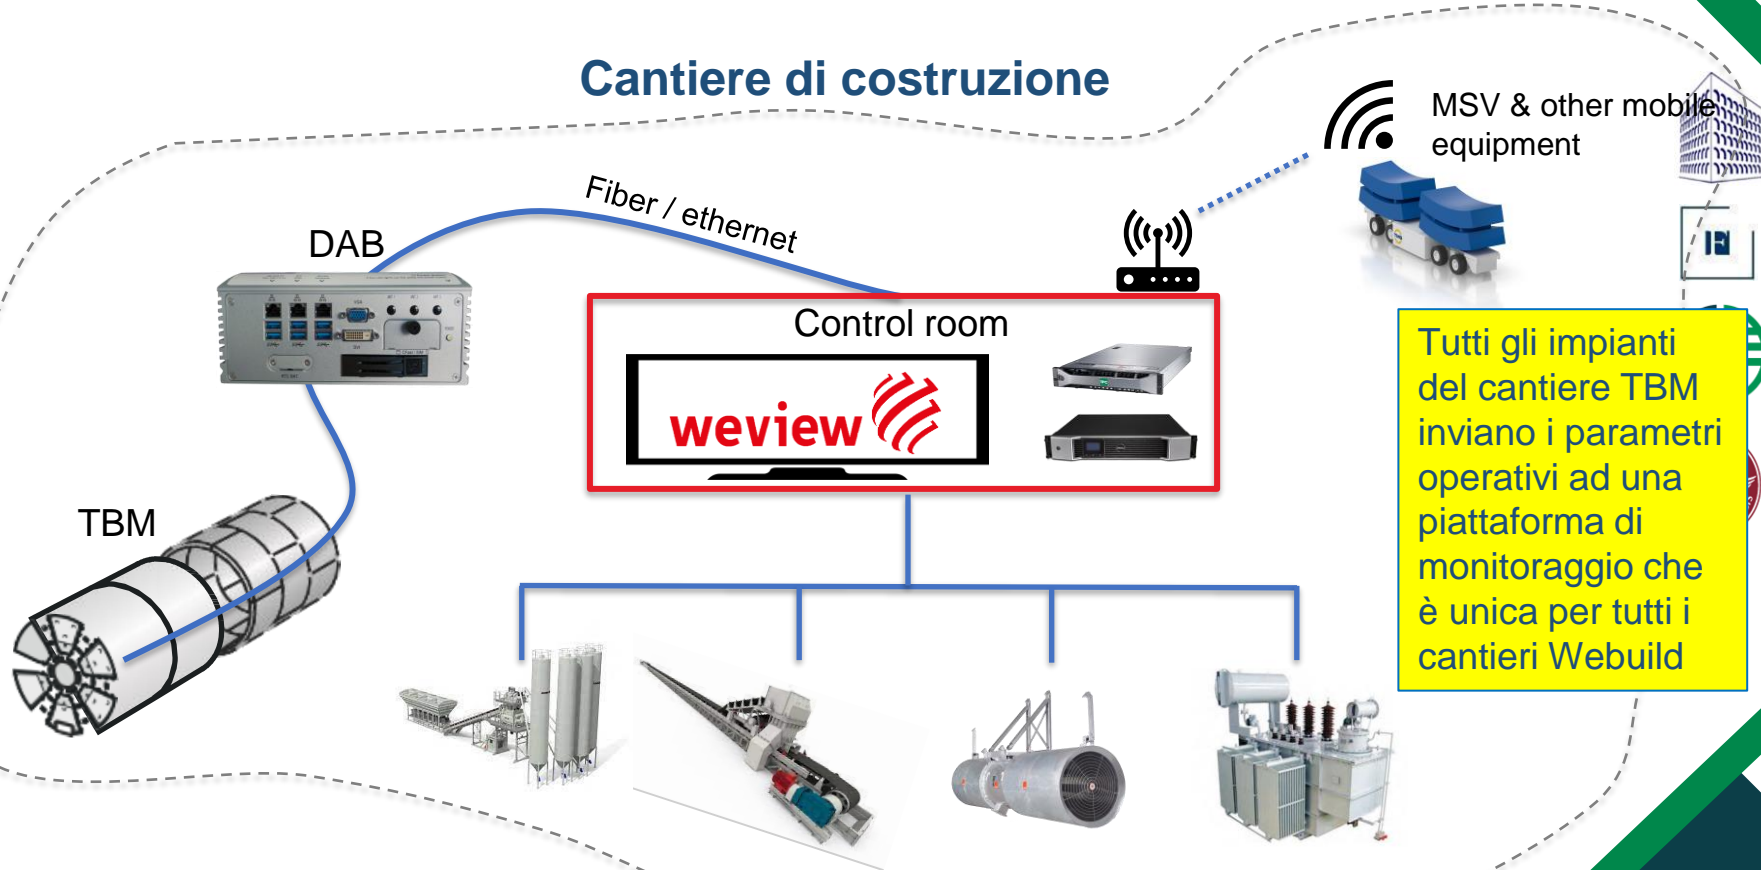 Cantiere di costruzione
MSV & other mobile
equipment
Fiber / ethernet
DAB
Control room
weview
TBM
Tutti gli impianti
del cantiere TBM
inviano i parametri
operativi ad una
piattaforma di
monitoraggio che
è unica per tutti i
cantieri Webuild